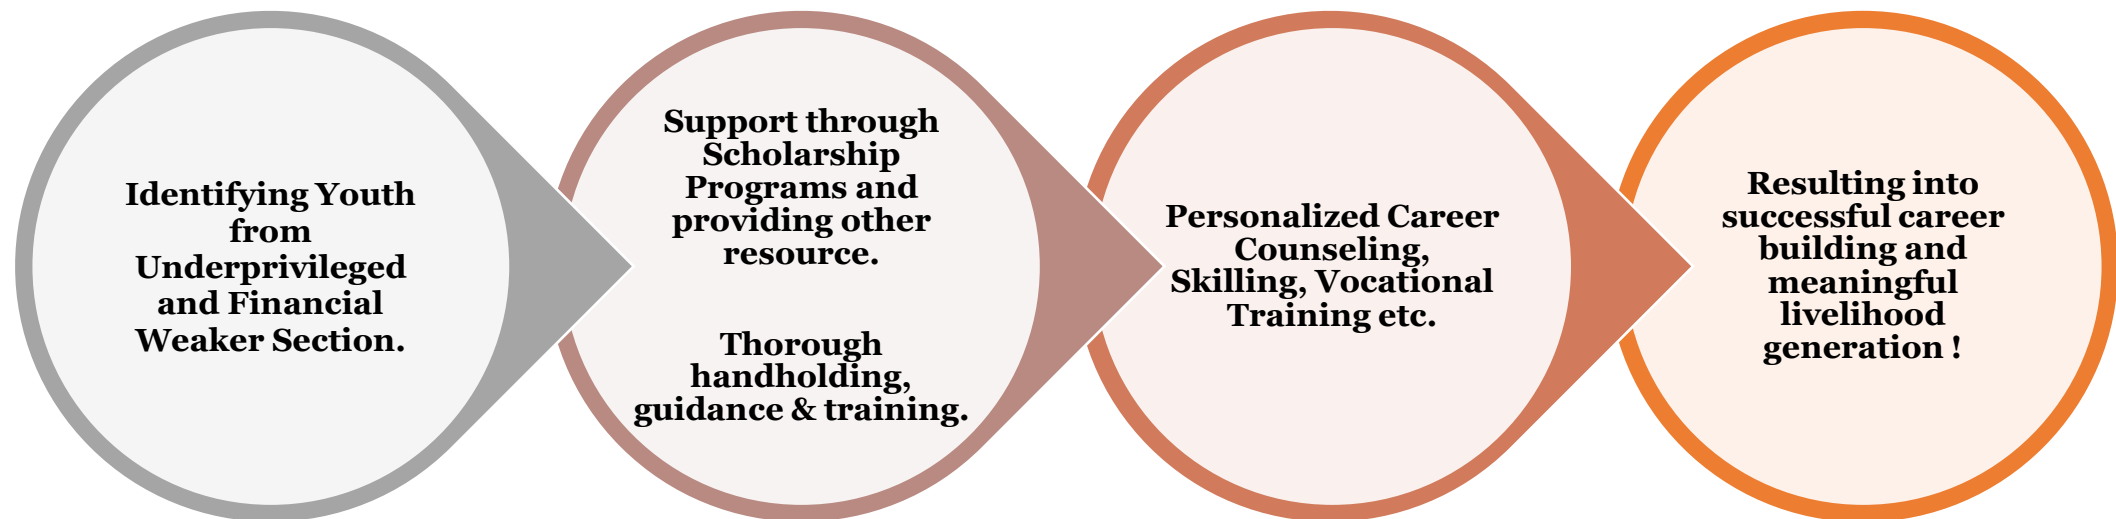 Identifying Youth
from
Underprivileged
and Financial
Weaker Section.
Support through
Scholarship
Programs and
providing other
resource.
Thorough
handholding,
guidance & training.
Personalized Career
Counseling,
Skilling, Vocational
Training etc.
Resulting into
successful career
building and
meaningful
livelihood
generation !